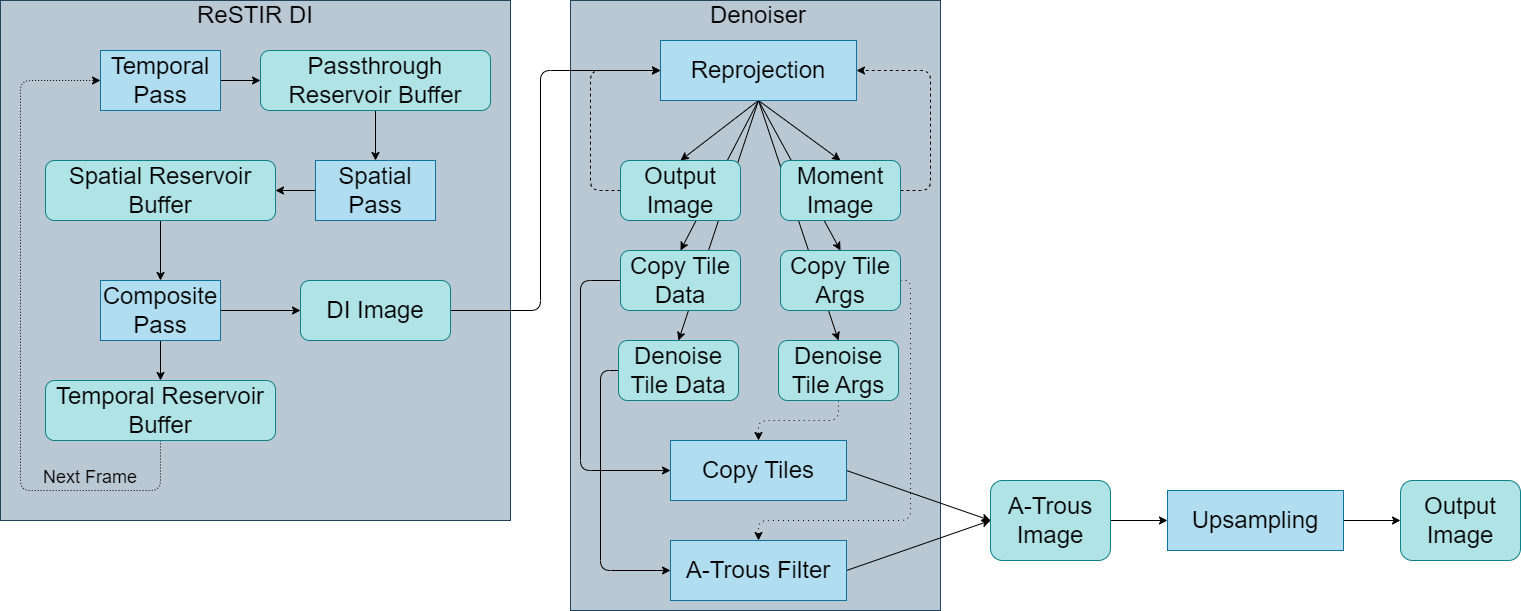 ReSTIR DI
Temporal
Pass
Passthrough
Reservoir Buffer
Spatial Reservoir
Buffer
Spatial
Pass
Composite
Pass
DI Image
Temporal Reservoir
Buffer
Next Frame
Denoiser
Reprojection
Output
Image
Moment
Image
Copy Tile
Data
Copy Tile
Args
Denoise
Tile Data
Denoise
Tile Args
Copy Tiles
A-Trous Filter
A-Trous
Image
Upsampling
Output
Image